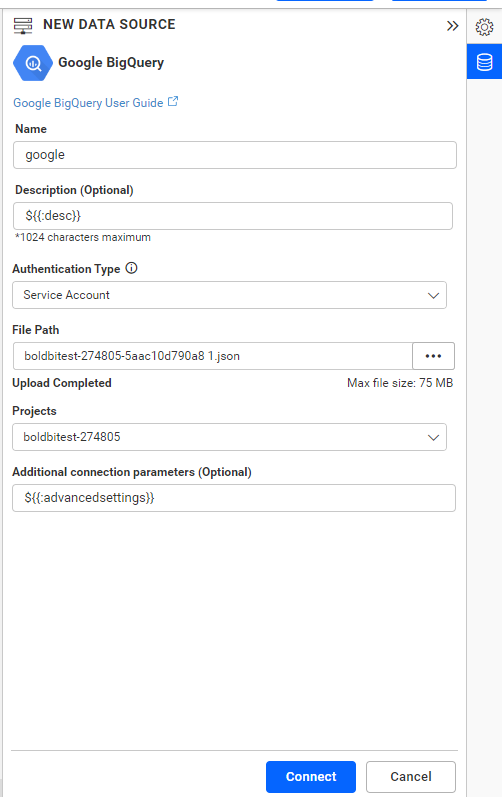 NEW DATA SOURCE
Google BigQuery
Google BigQuery User Guide
Name
google
Description (Optional)
${{:desc}}
*1024 characters maximum
Authentication Type
Service Account
File Path
boldbitest-274805-5aac10d790a8 1.json
Upload Completed Max file size: 75 MB
Projects
boldbitest-274805
Additional connection parameters (Optional)
${{:advancedsettings}}
Connect Cancel